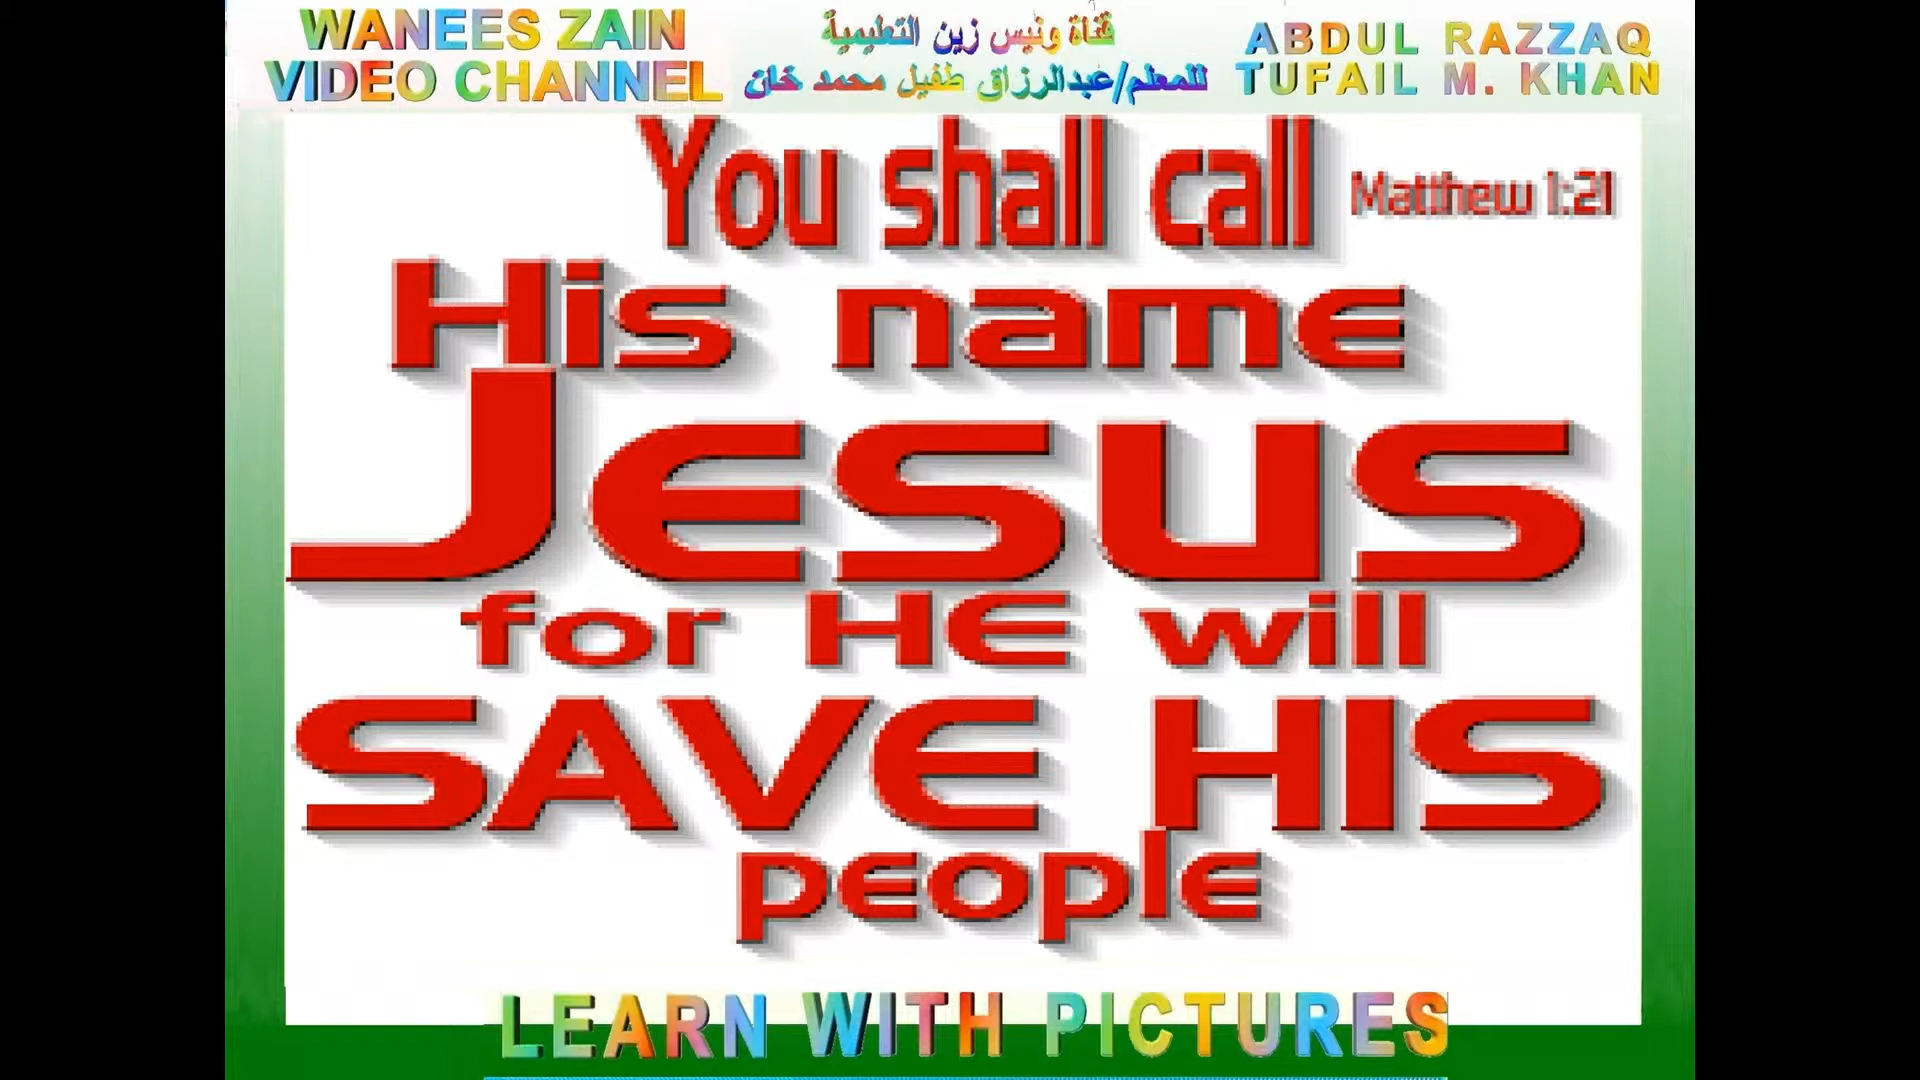 WANEES ZAIN
VIDEO CHANNEL
قناة ونيس زين التعليمية
للمعلم/عبدالرزاق طفيل محمد خان
ABDUL RAZZAQ
TUFAIL M. KHAN
You shall call
Matthew 1:21
His name
JESUS
for HE will
SAVE HIS
people
LEARN WITH PICTURES